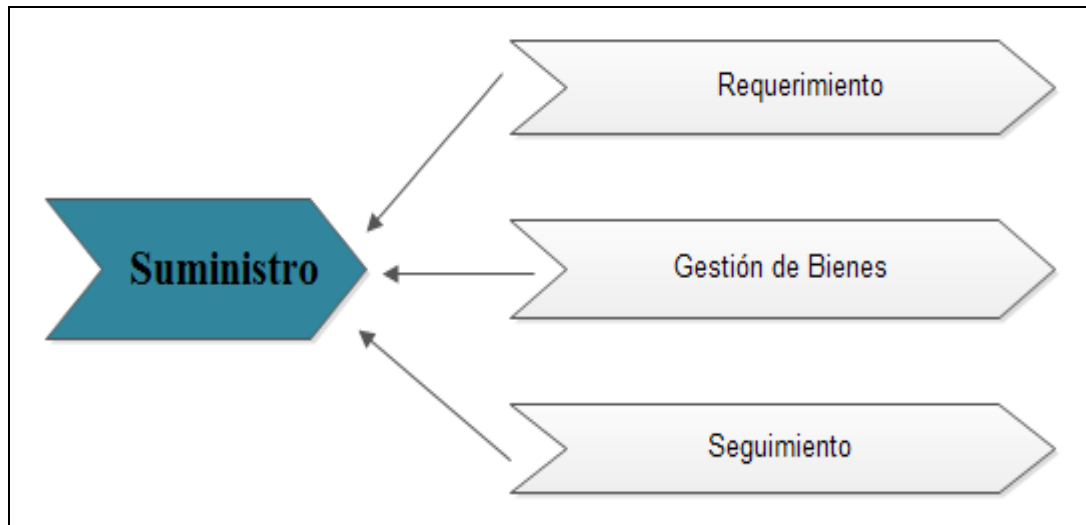 Requerimiento
Suministro
Gestión de Bienes
Seguimiento